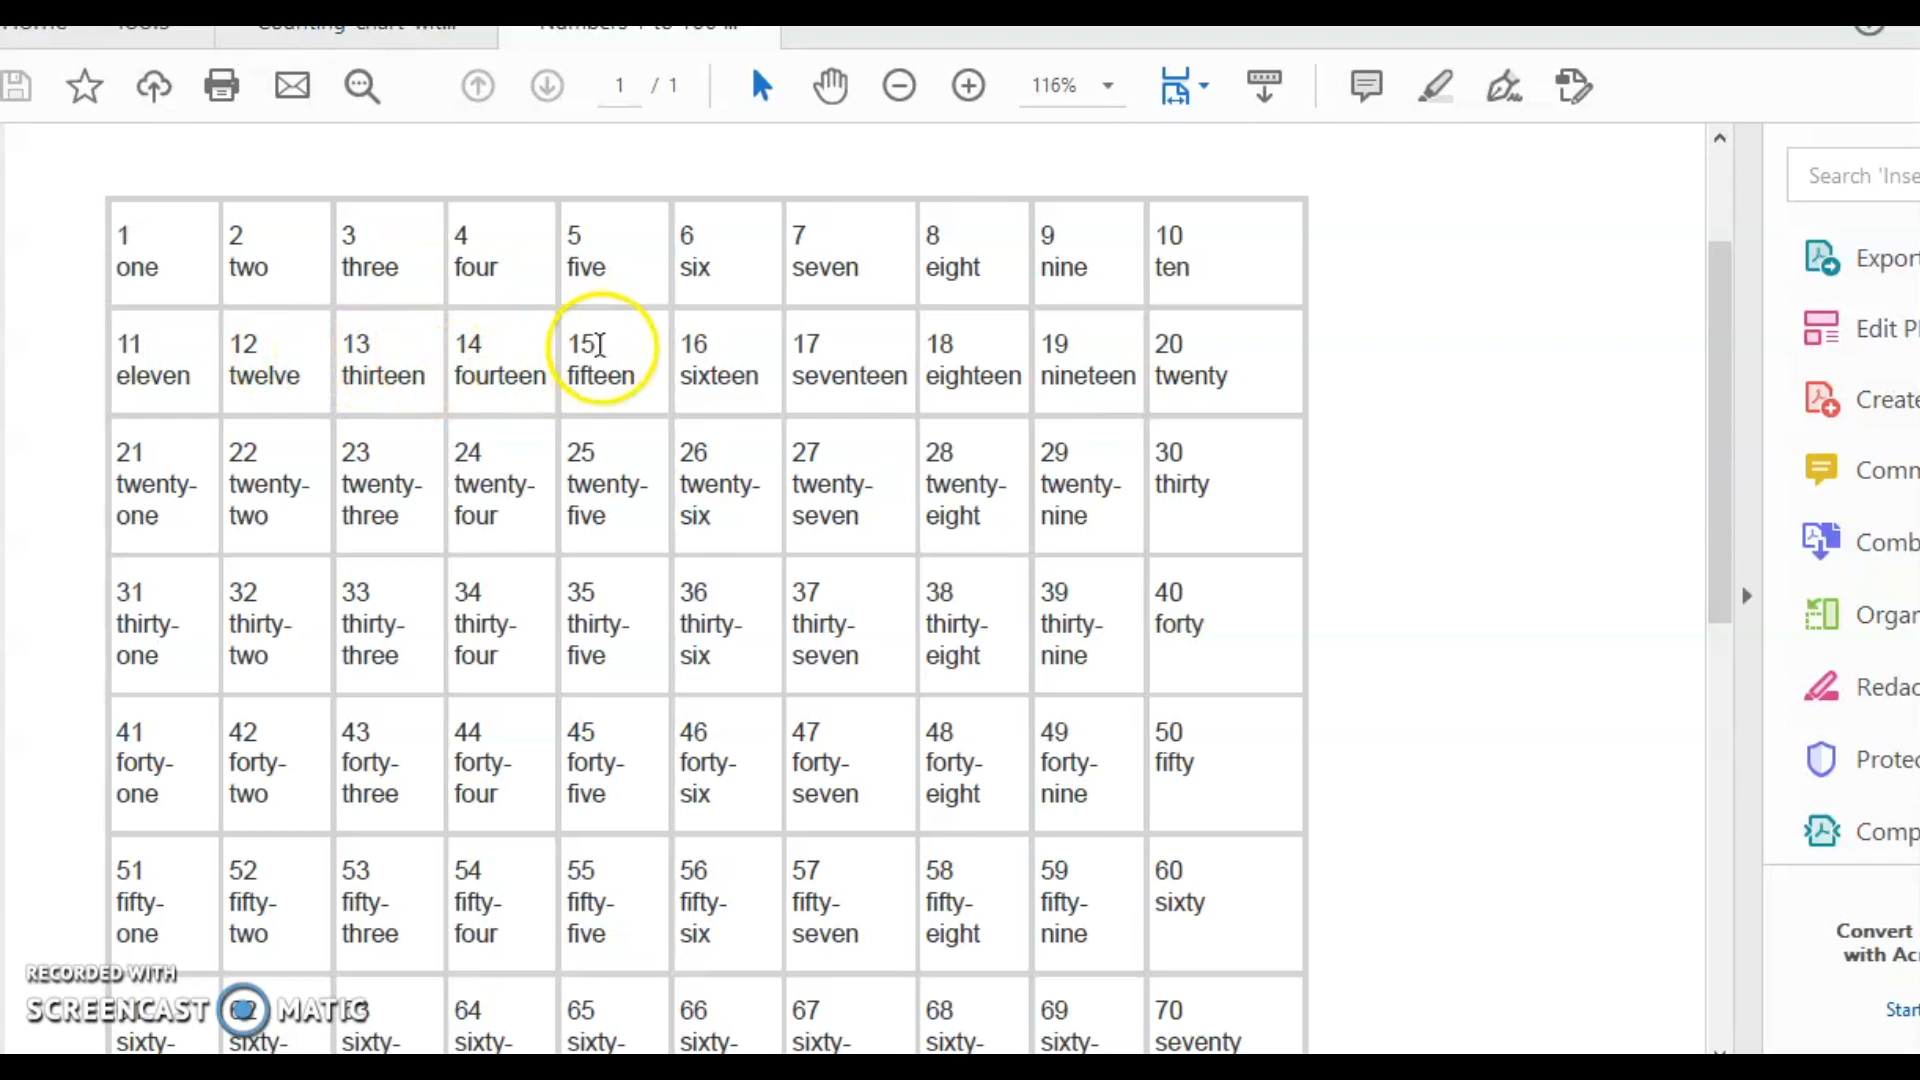 1 / 1
116%
Search 'Inse
1 2 3 4 5 6 7 8 9 10
one two three four five six seven eight nine ten
11 12 13 14 15 16 17 18 19 20
eleven twelve thirteen fourteen fifteen sixteen seventeen eighteen nineteen twenty
21 22 23 24 25 26 27 28 29 30
twenty- twenty- twenty- twenty- twenty- twenty- twenty- twenty- twenty- thirty
one two three four five six seven eight nine
31 32 33 34 35 36 37 38 39 40
thirty- thirty- thirty- thirty- thirty- thirty- thirty- thirty- thirty- forty
one two three four five six seven eight nine
41 42 43 44 45 46 47 48 49 50
forty- forty- forty- forty- forty- forty- forty- forty- forty- fifty
one two three four five six seven eight nine
51 52 53 54 55 56 57 58 59 60
fifty- fifty- fifty- fifty- fifty- fifty- fifty- fifty- fifty- sixty
one two three four five six seven eight nine
64 65 66 67 68 69 70
sixty- sixty- sixty- sixty- sixty- sixty- sixty- sixty- sixty- seventy
Export
Edit P
Create
Comm
Comb
Organ
Redac
Protec
Comp
Convert
with Acr
Start
RECORDED WITH
SCREENCAST MATIC